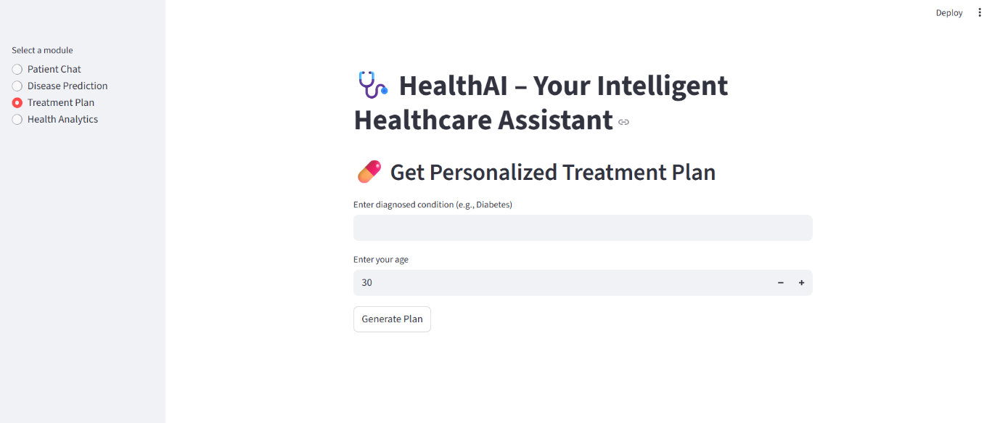 Deploy
Select a module
Patient Chat
Disease Prediction
Treatment Plan
Health Analytics
HealthAI – Your Intelligent
Healthcare Assistant
Get Personalized Treatment Plan
Enter diagnosed condition (e.g., Diabetes)
Enter your age
30
Generate Plan